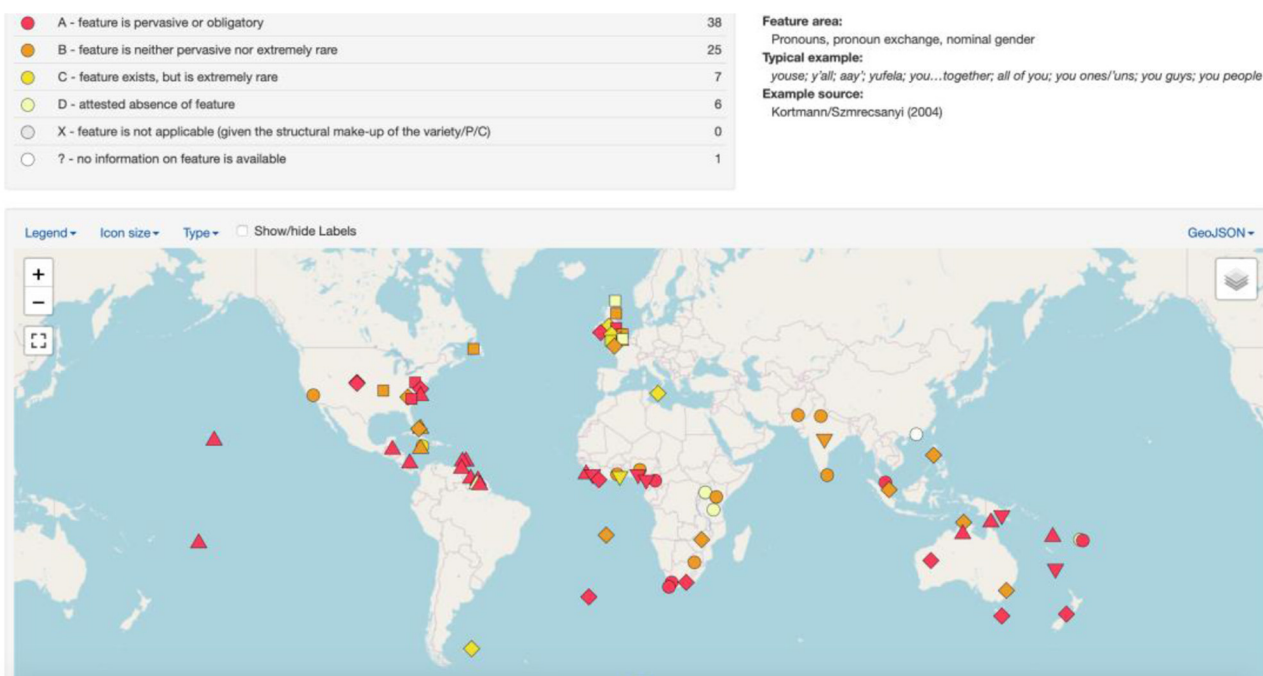 A - feature is pervasive or obligatory 38
B - feature is neither pervasive nor extremely rare 25
C - feature exists, but is extremely rare 7
D - attested absence of feature 6
X - feature is not applicable (given the structural make-up of the variety/P/C) 0
? - no information on feature is available 1
Feature area:
Pronouns, pronoun exchange, nominal gender
Typical example:
youse; y'all; aay'; yufela; you…together; all of you; you ones/'uns; you guys; you people
Example source:
Kortmann/Szmrecsanyi (2004)
Legend Icon size Type Show/hide Labels GeoJSON
+
−